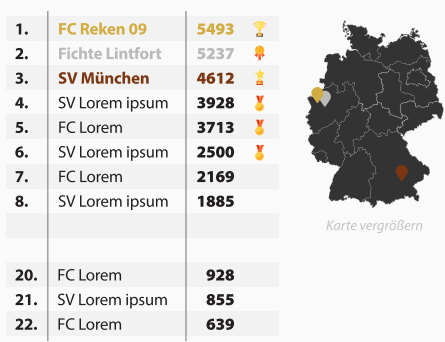 1. FC Reken 09 5493
2. Fichte Lintfort 5237
3. SV München 4612
4. SV Lorem ipsum 3928
5. FC Lorem 3713
6. SV Lorem ipsum 2500
7. FC Lorem 2169
8. SV Lorem ipsum 1885
20. FC Lorem 928
21. SV Lorem ipsum 855
22. FC Lorem 639
Karte vergrößern